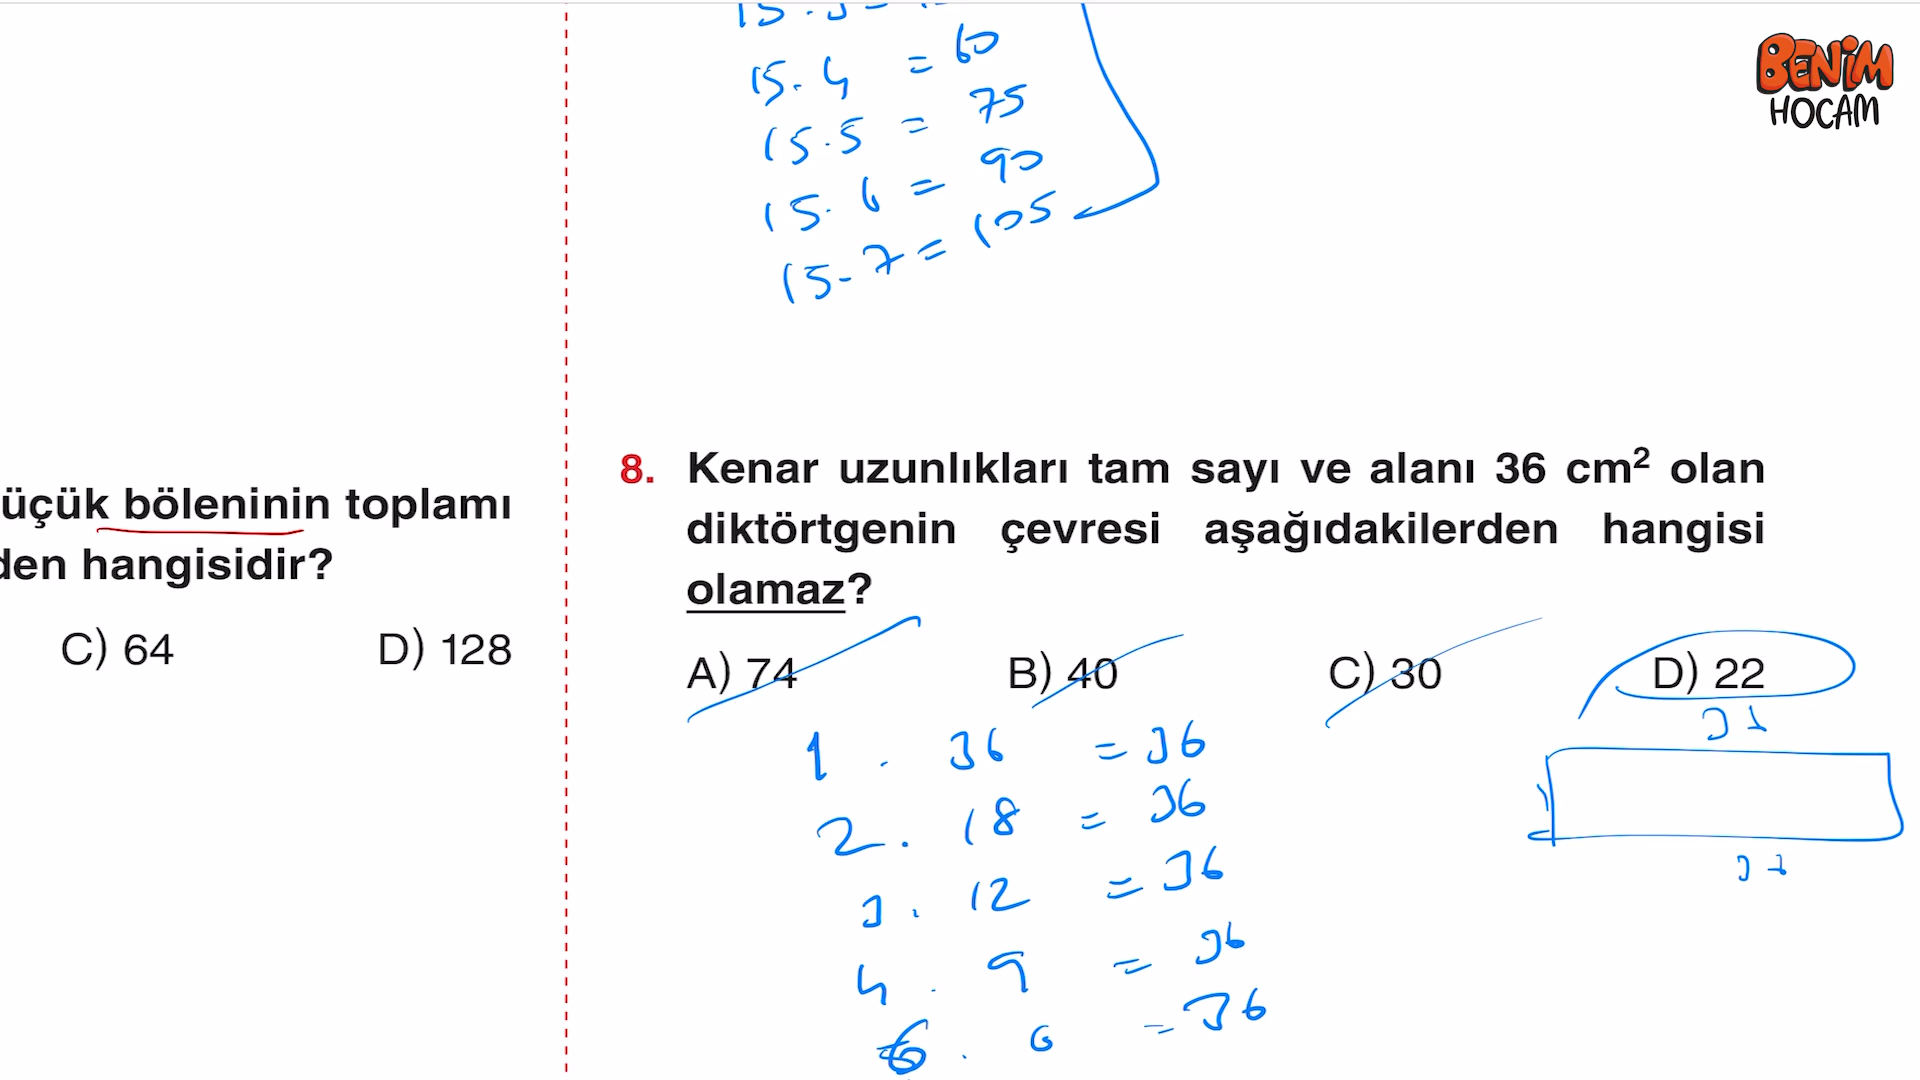 BENiM
HOCAM
15.4 = 60
15.5 = 75
15.6 = 90
15-7 = 105
üçük böleninin toplamı
den hangisidir?
C) 64 D) 128
8. Kenar uzunlıkları tam sayı ve alanı 36 cm² olan
diktörtgenin çevresi aşağıdakilerden hangisi
olamaz?
A) 74 B) 40 C) 30 D) 22
1 . 36 = 36
2 . 18 = 36
3 . 12 = 36
4 . 9 = 36
6 . 6 = 36